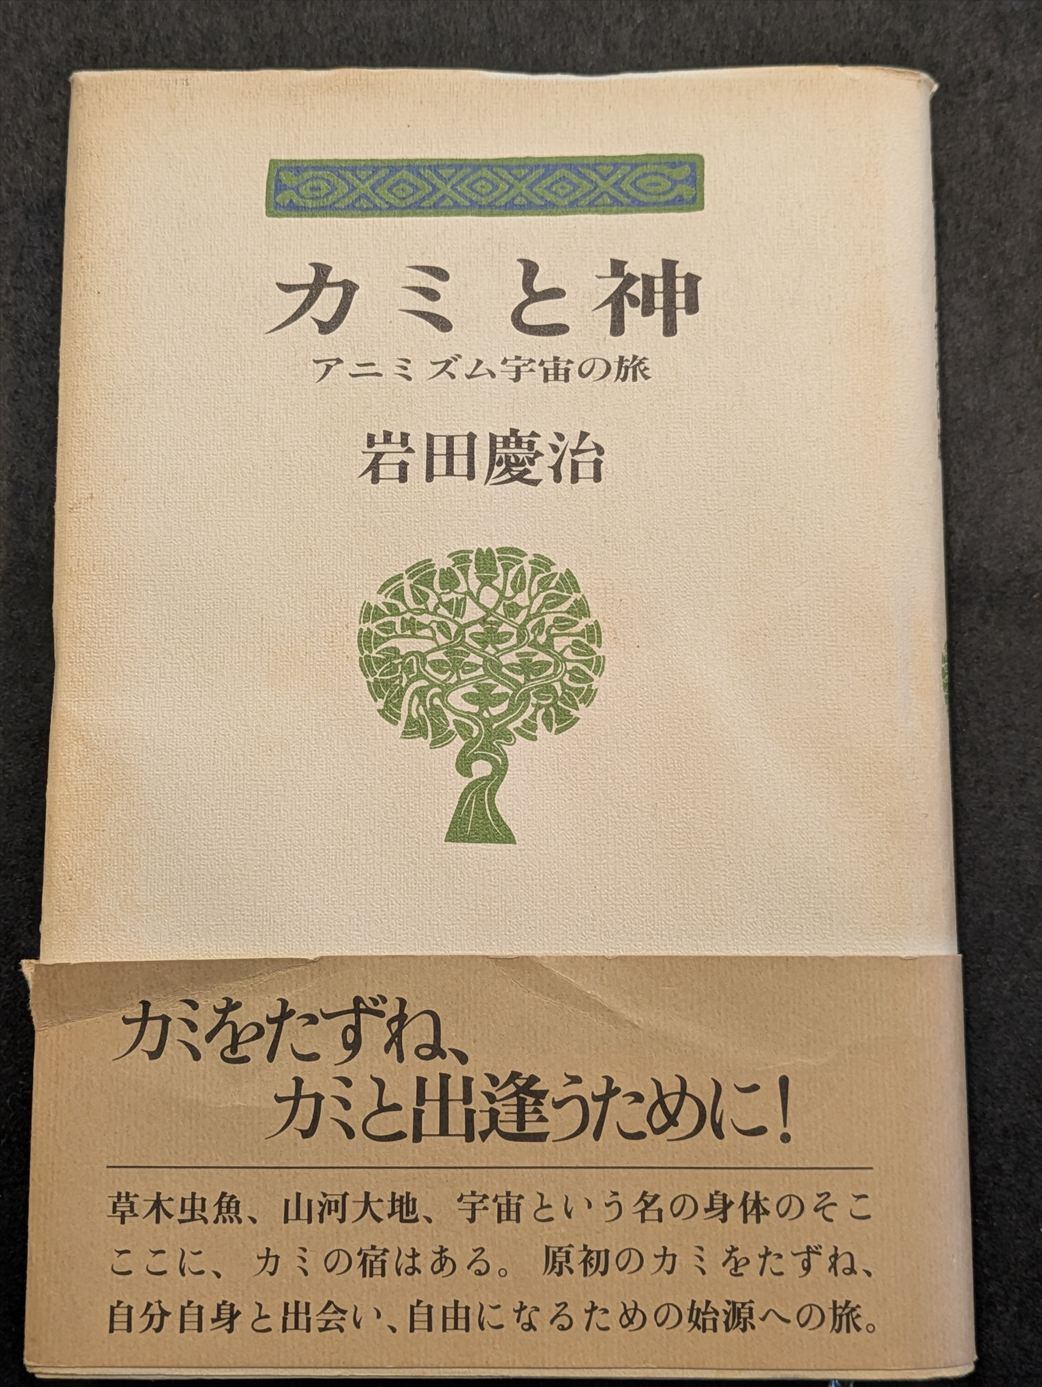 カミと神
アニミズム宇宙の旅
岩田慶治
カミをたずね、
カミと出逢うために!
草木虫魚、山河大地、宇宙という名の身体のそこ
ここに、カミの宿はある。原初のカミをたずね、
自分自身と出会い、自由になるための始源への旅。